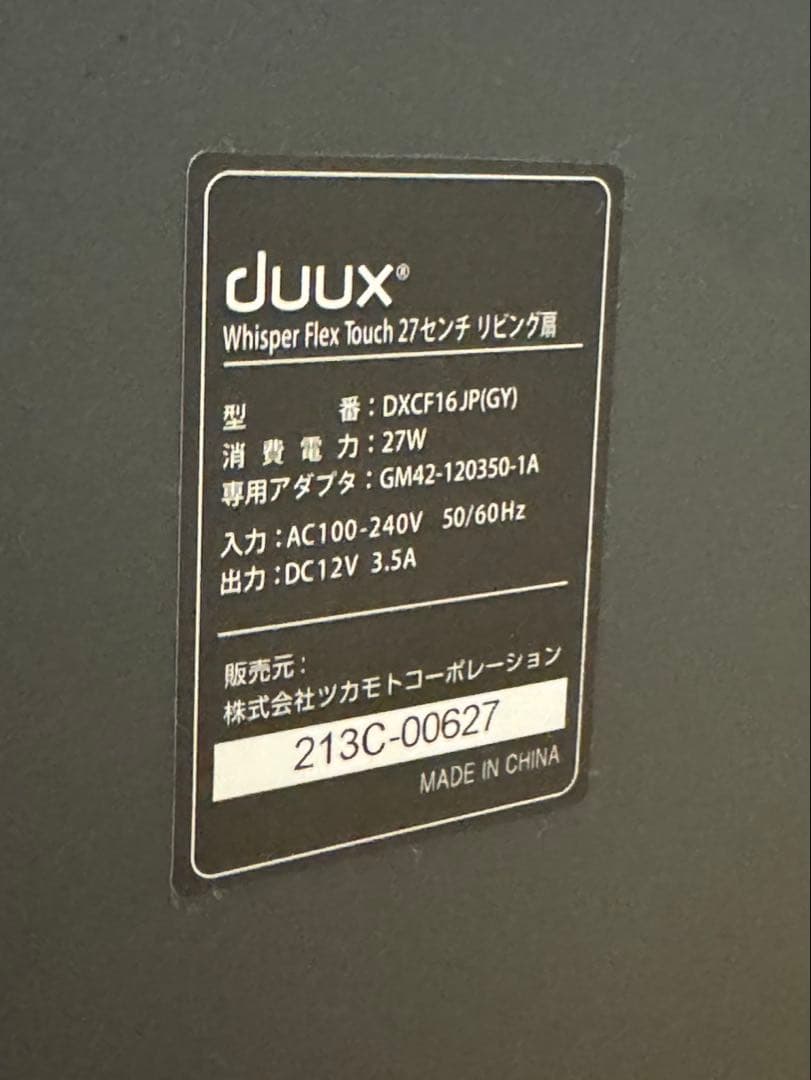 duux®
Whisper Flex Touch 27センチ リビング扇
型番：DXCF16JP(GY)
消費電力：27W
専用アダプタ：GM42-120350-1A
入力：AC100-240V 50/60Hz
出力：DC12V 3.5A
販売元：
株式会社ツカモトコーポレーション
213C-00627
MADE IN CHINA